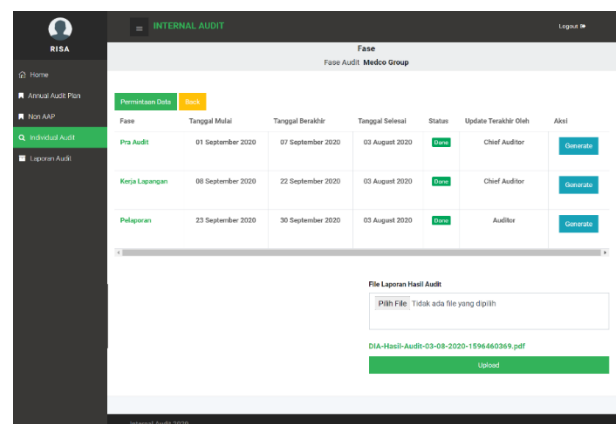 INTERNAL AUDIT
Logout
RISA
Home
Annual Audit Plan
Non AAP
Individual Audit
Laporan Audit
Fase
Fase Audit Medco Group
Permintaan Data Back
Fase Tanggal Mulai Tanggal Berakhir Tanggal Selesai Status Update Terakhir Oleh Aksi
Pra Audit 01 September 2020 07 September 2020 03 August 2020 Done Chief Auditor Generate
Kerja Lapangan 08 September 2020 22 September 2020 03 August 2020 Done Chief Auditor Generate
Pelaporan 23 September 2020 30 September 2020 03 August 2020 Done Auditor Generate
File Laporan Hasil Audit
Pilih File Tidak ada file yang dipilih
DIA-Hasil-Audit-03-08-2020-1596460369.pdf
Upload
Internal Audit 2020